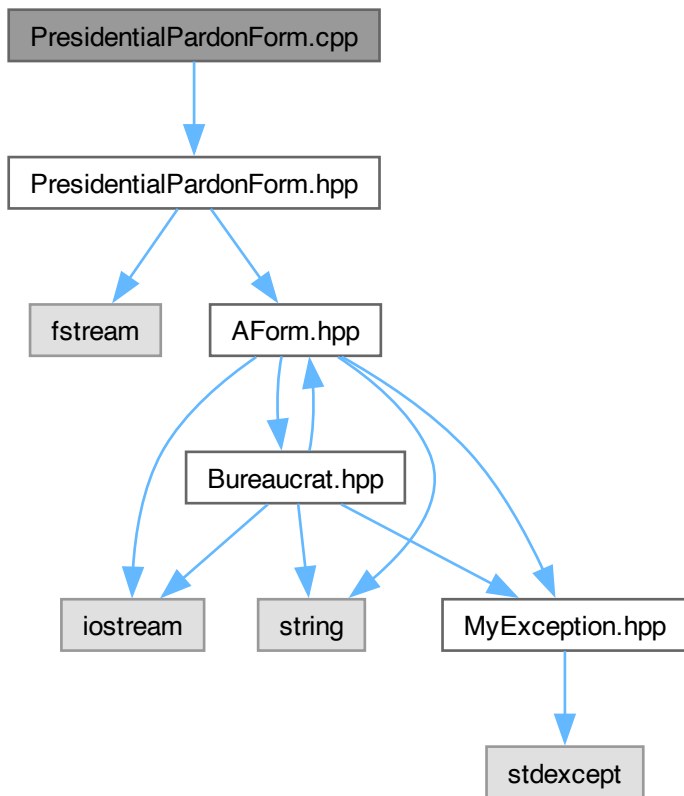 PresidentialPardonForm.cpp
PresidentialPardonForm.hpp
fstream
AForm.hpp
Bureaucrat.hpp
iostream
string
MyException.hpp
stdexcept